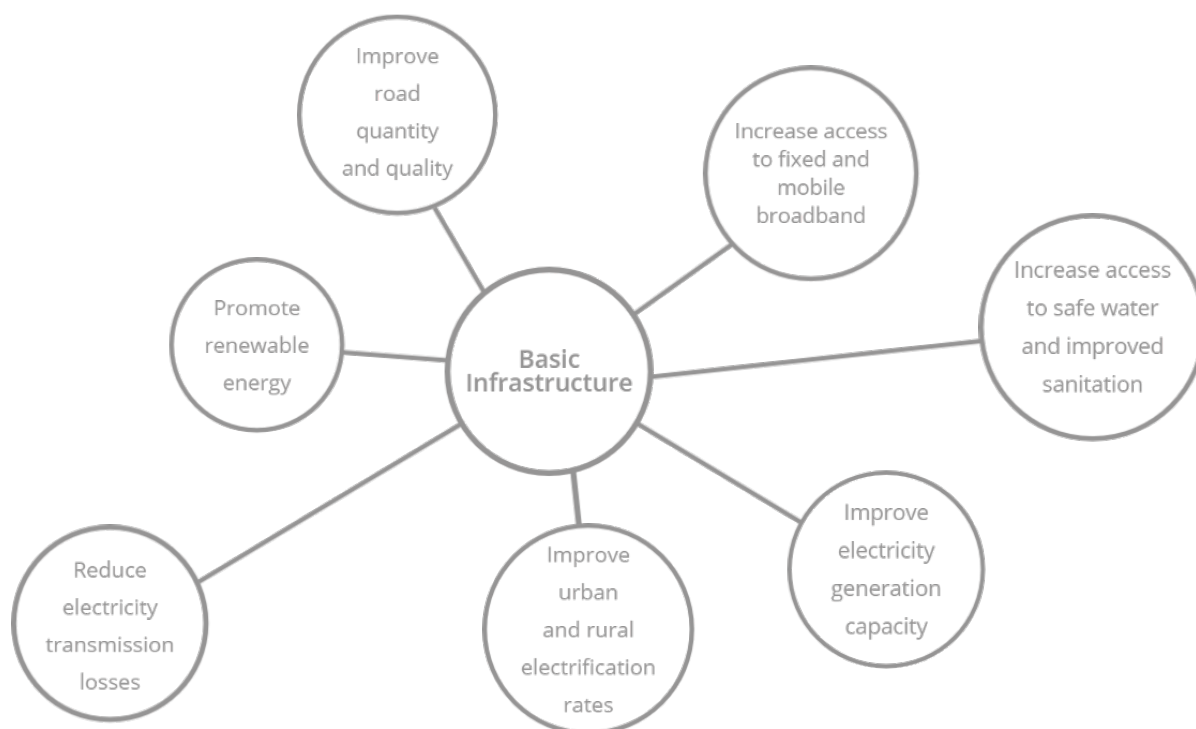 Improve
road
quantity
and quality
Increase access
to fixed and
mobile
broadband
Increase access
to safe water
and improved
sanitation
Promote
renewable
energy
Basic
Infrastructure
Improve
electricity
generation
capacity
Improve
urban
and rural
electrification
rates
Reduce
electricity
transmission
losses